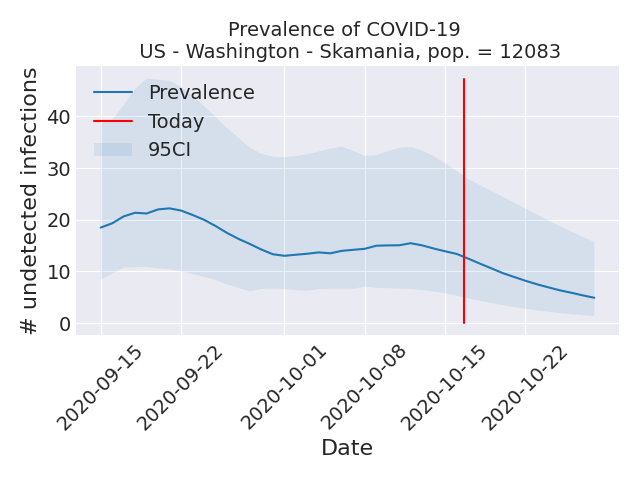 Prevalence of COVID-19
US - Washington - Skamania, pop. = 12083
# undetected infections
40
30
20
10
0
Prevalence
Today
95CI
2020-09-15
2020-09-22
2020-10-01
2020-10-08
2020-10-15
2020-10-22
Date